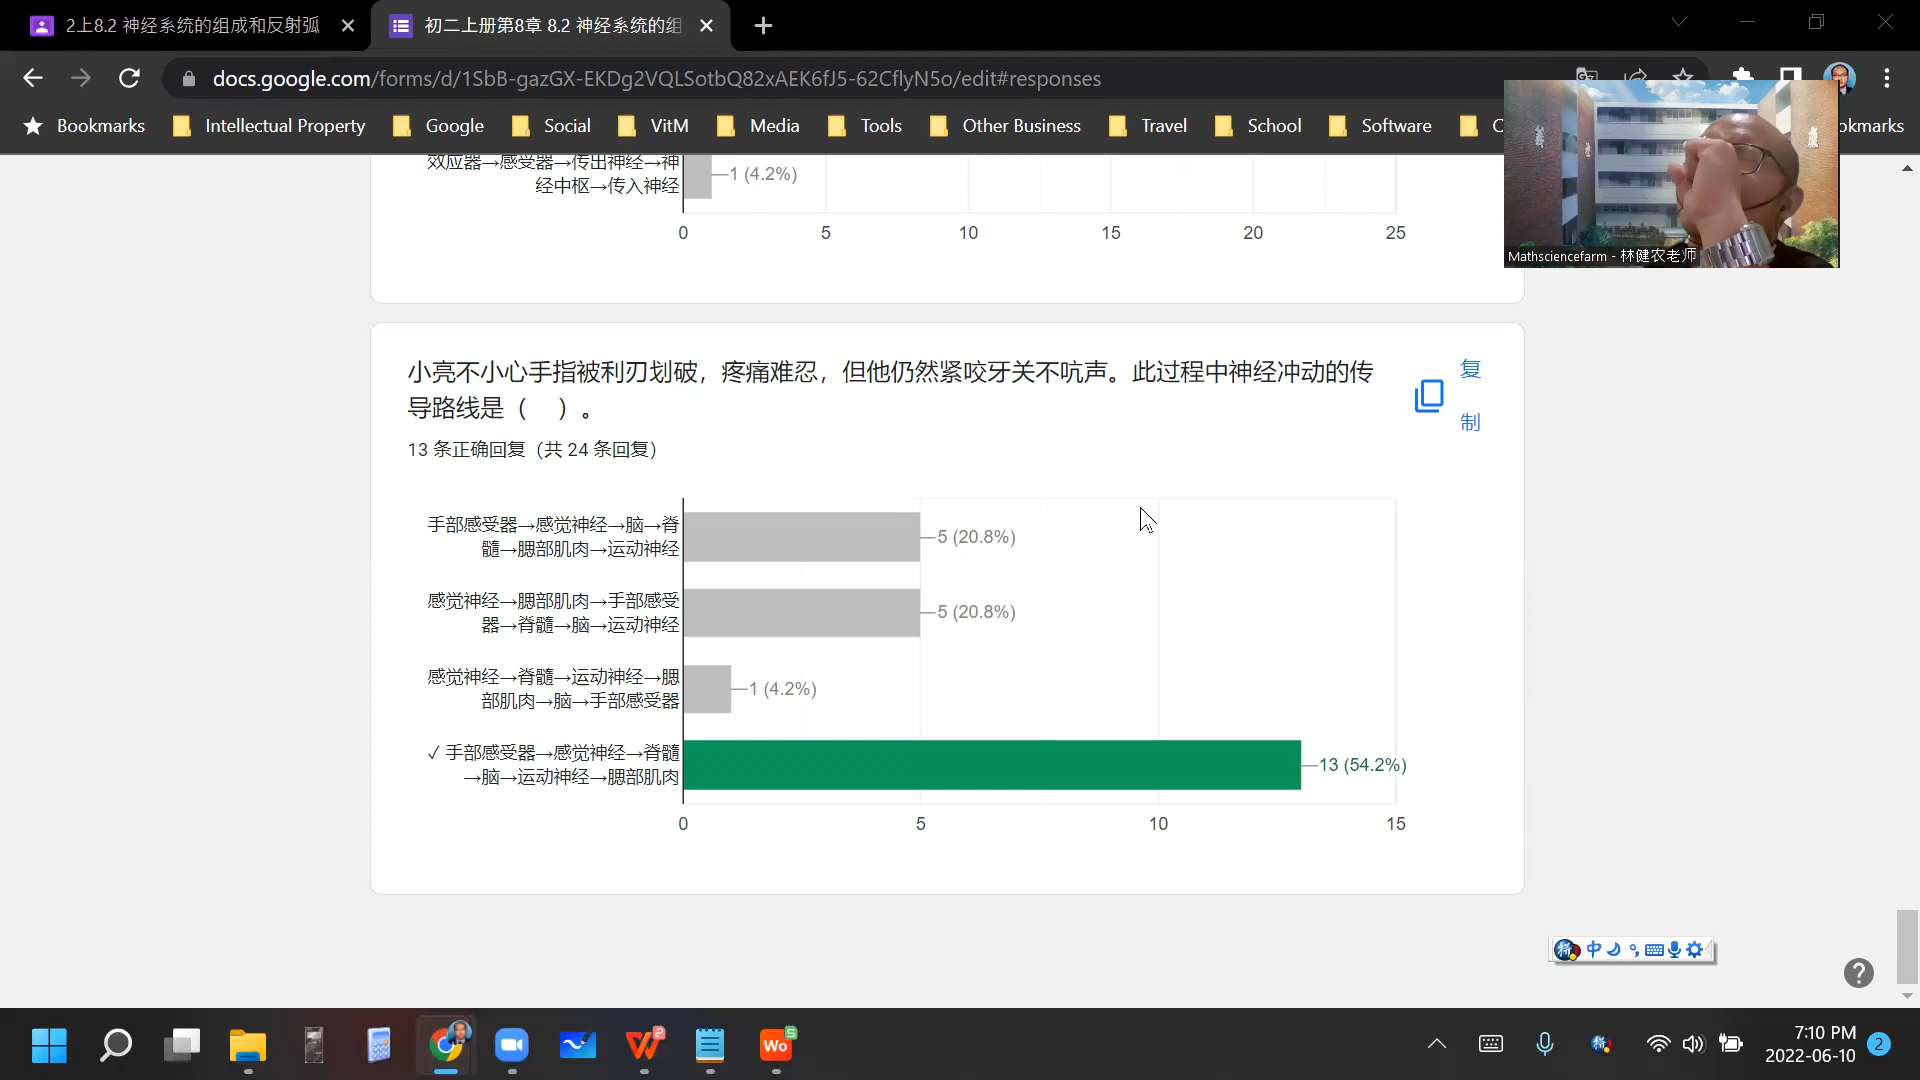 2上8.2 神经系统的组成和反射弧
初二上册第8章 8.2 神经系统的组
docs.google.com/forms/d/1SbB-gazGX-EKDg2VQLSotbQ82xAEK6fJ5-62CflyN5o/edit#responses
Bookmarks
Intellectual Property
Google
Social
VitM
Media
Tools
Other Business
Travel
School
Software
okmarks
Mathsciencefarm - 林健农老师
效应器→感受器→传出神经→神
经中枢→传入神经
1 (4.2%)
0 5 10 15 20 25
小亮不小心手指被利刃划破，疼痛难忍，但他仍然紧咬牙关不吭声。此过程中神经冲动的传
导路线是（ ）。
复
制
13 条正确回复（共 24 条回复）
手部感受器→感觉神经→脑→脊
髓→腮部肌肉→运动神经
5 (20.8%)
感觉神经→腮部肌肉→手部感受
器→脊髓→脑→运动神经
5 (20.8%)
感觉神经→脊髓→运动神经→腮
部肌肉→脑→手部感受器
1 (4.2%)
✓ 手部感受器→感觉神经→脊髓
→脑→运动神经→腮部肌肉
13 (54.2%)
0 5 10 15
中
7:10 PM
2022-06-10
2